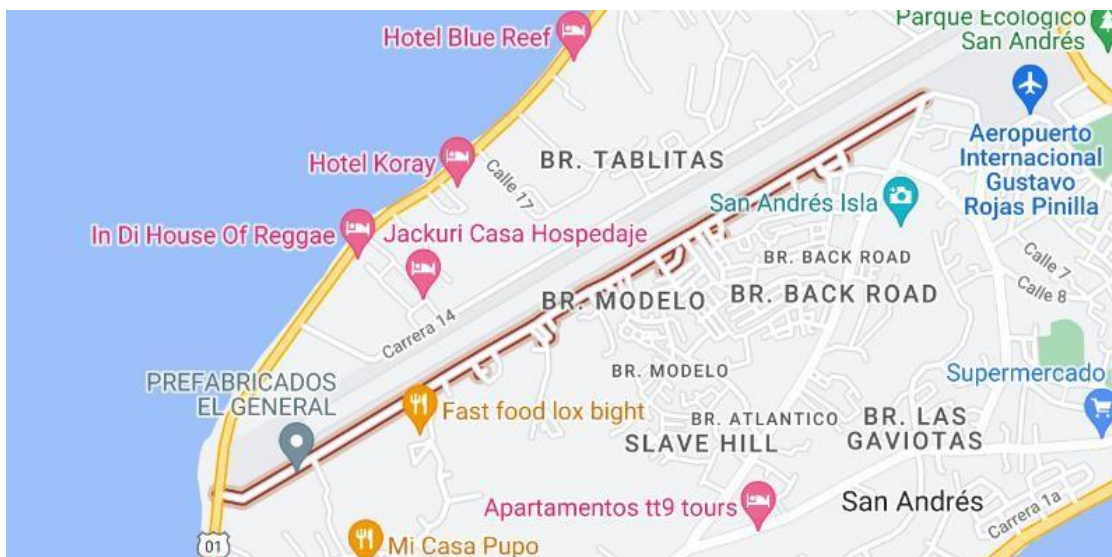 Parque Ecologico
San Andrés
Hotel Blue Reef
Aeropuerto
Internacional
Gustavo
Rojas Pinilla
Hotel Koray
Calle 17
BR. TABLITAS
San Andrés Isla
In Di House Of Reggae
Jackuri Casa Hospedaje
BR. BACK ROAD
Calle 7
BR. MODELO
BR. BACK ROAD
Calle 8
Carrera 14
PREFABRICADOS
EL GENERAL
BR. MODELO
Supermercado
Fast food lox bight
BR. ATLANTICO
BR. LAS
GAVIOTAS
SLAVE HILL
Apartamentos tt9 tours
San Andrés
Carrera 1a
01
Mi Casa Pupo